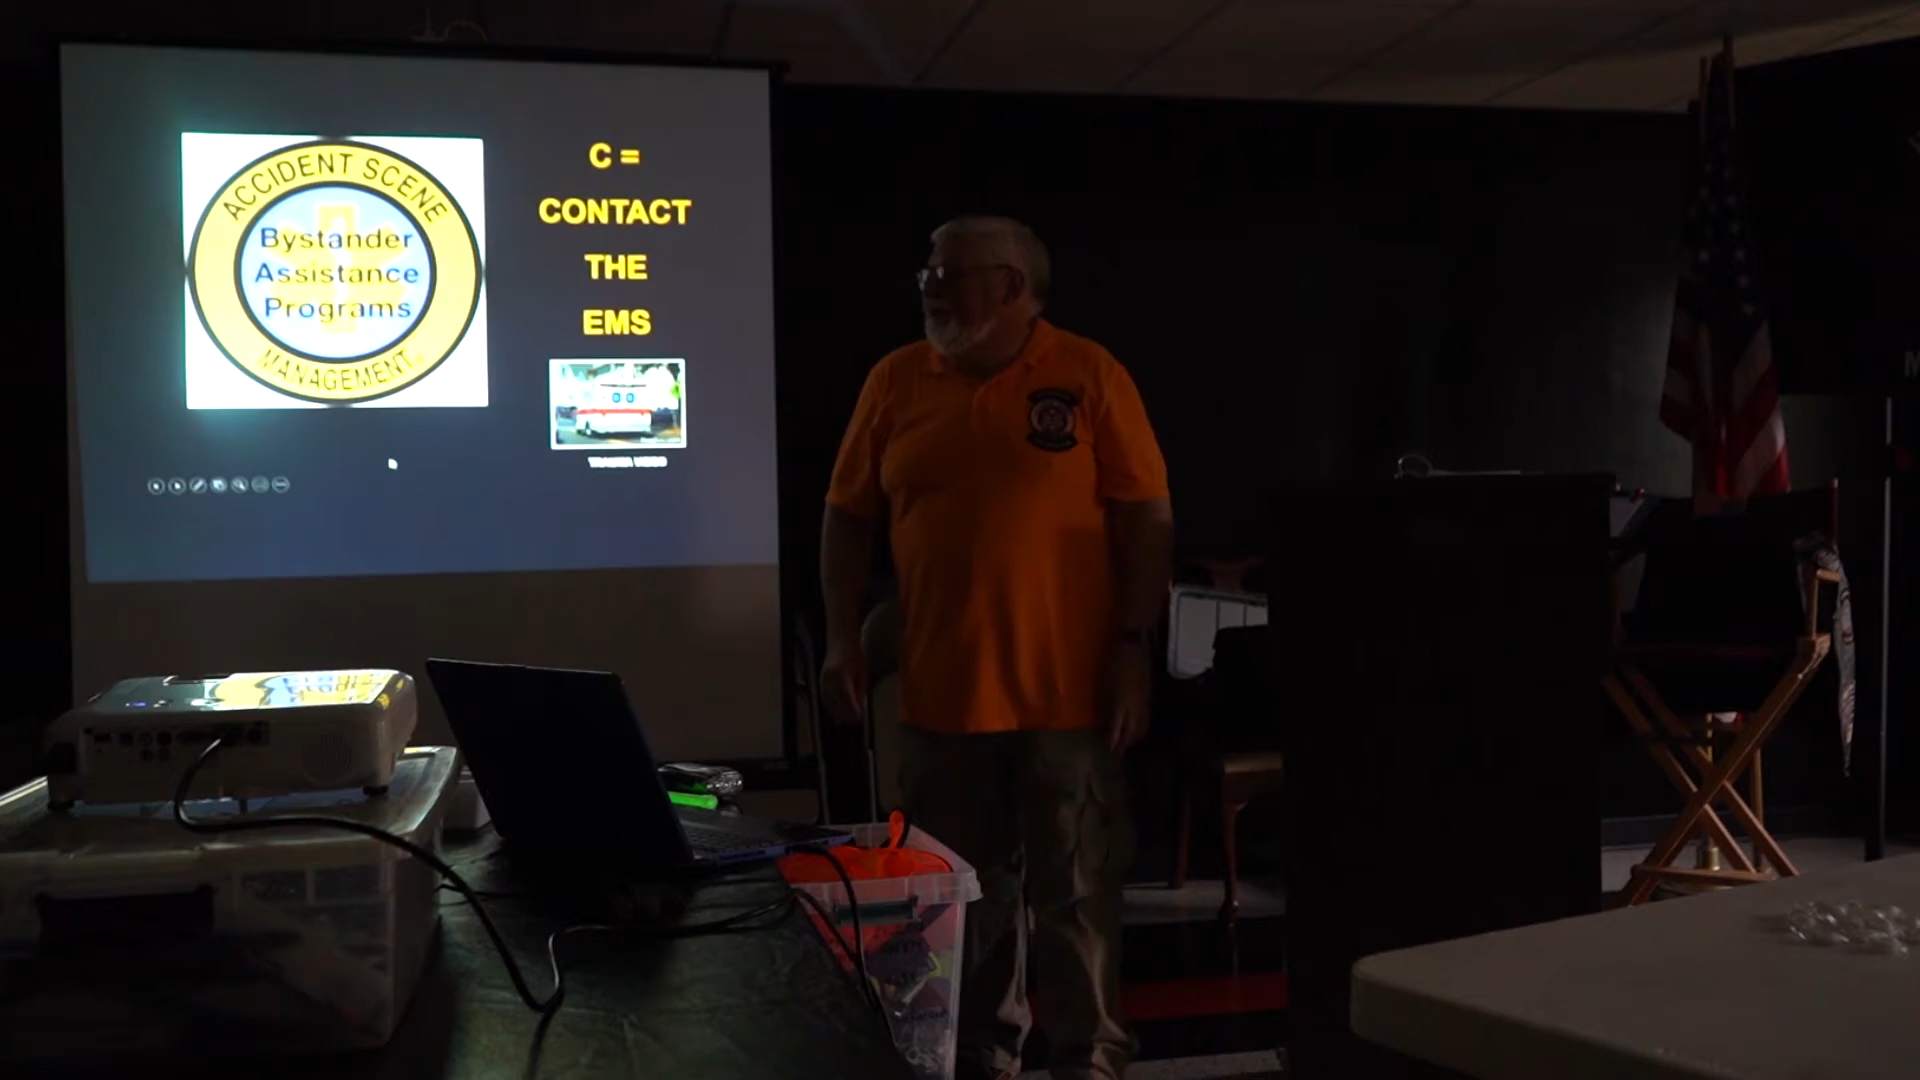 ACCIDENT SCENE
Bystander
Assistance
Programs
MANAGEMENT
C =
CONTACT
THE
EMS